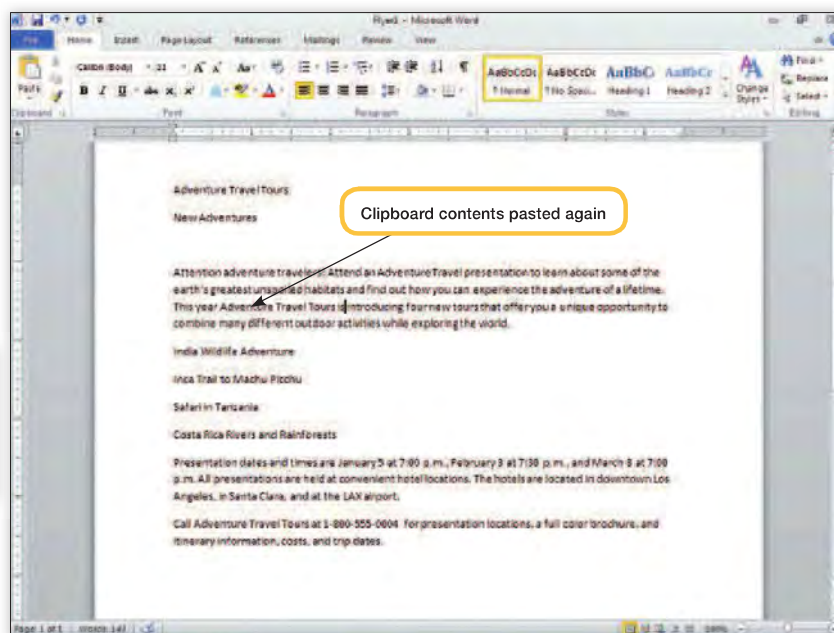 Flyer1 - Microsoft Word
File Home Insert Page Layout References Mailings Review View
Paste
Calibri (Body) 11 A A Aa
AaBbCcDc AaBbCcDc AaBbC AaBbCc
B I U abc x x A
¶ Normal ¶ No Spaci... Heading 1 Heading 2
Change Styles
Find
Replace
Select
Clipboard Font Paragraph Styles Editing
Adventure Travel Tours
New Adventures
Clipboard contents pasted again
Attention adventure travelers! Attend an Adventure Travel presentation to learn about some of the
earth's greatest unspoiled habitats and find out how you can experience the adventure of a lifetime.
This year Adventure Travel Tours is introducing four new tours that offer you a unique opportunity to
combine many different outdoor activities while exploring the world.
India Wildlife Adventure
Inca Trail to Machu Picchu
Safari in Tanzania
Costa Rica Rivers and Rainforests
Presentation dates and times are January 5 at 7:00 p.m., February 3 at 7:30 p.m., and March 8 at 7:00
p.m. All presentations are held at convenient hotel locations. The hotels are located in downtown Los
Angeles, in Santa Clara, and at the LAX airport.
Call Adventure Travel Tours at 1-800-555-0004 for presentation locations, a full color brochure, and
itinerary information, costs, and trip dates.
Page 1 of 1 Words: 141